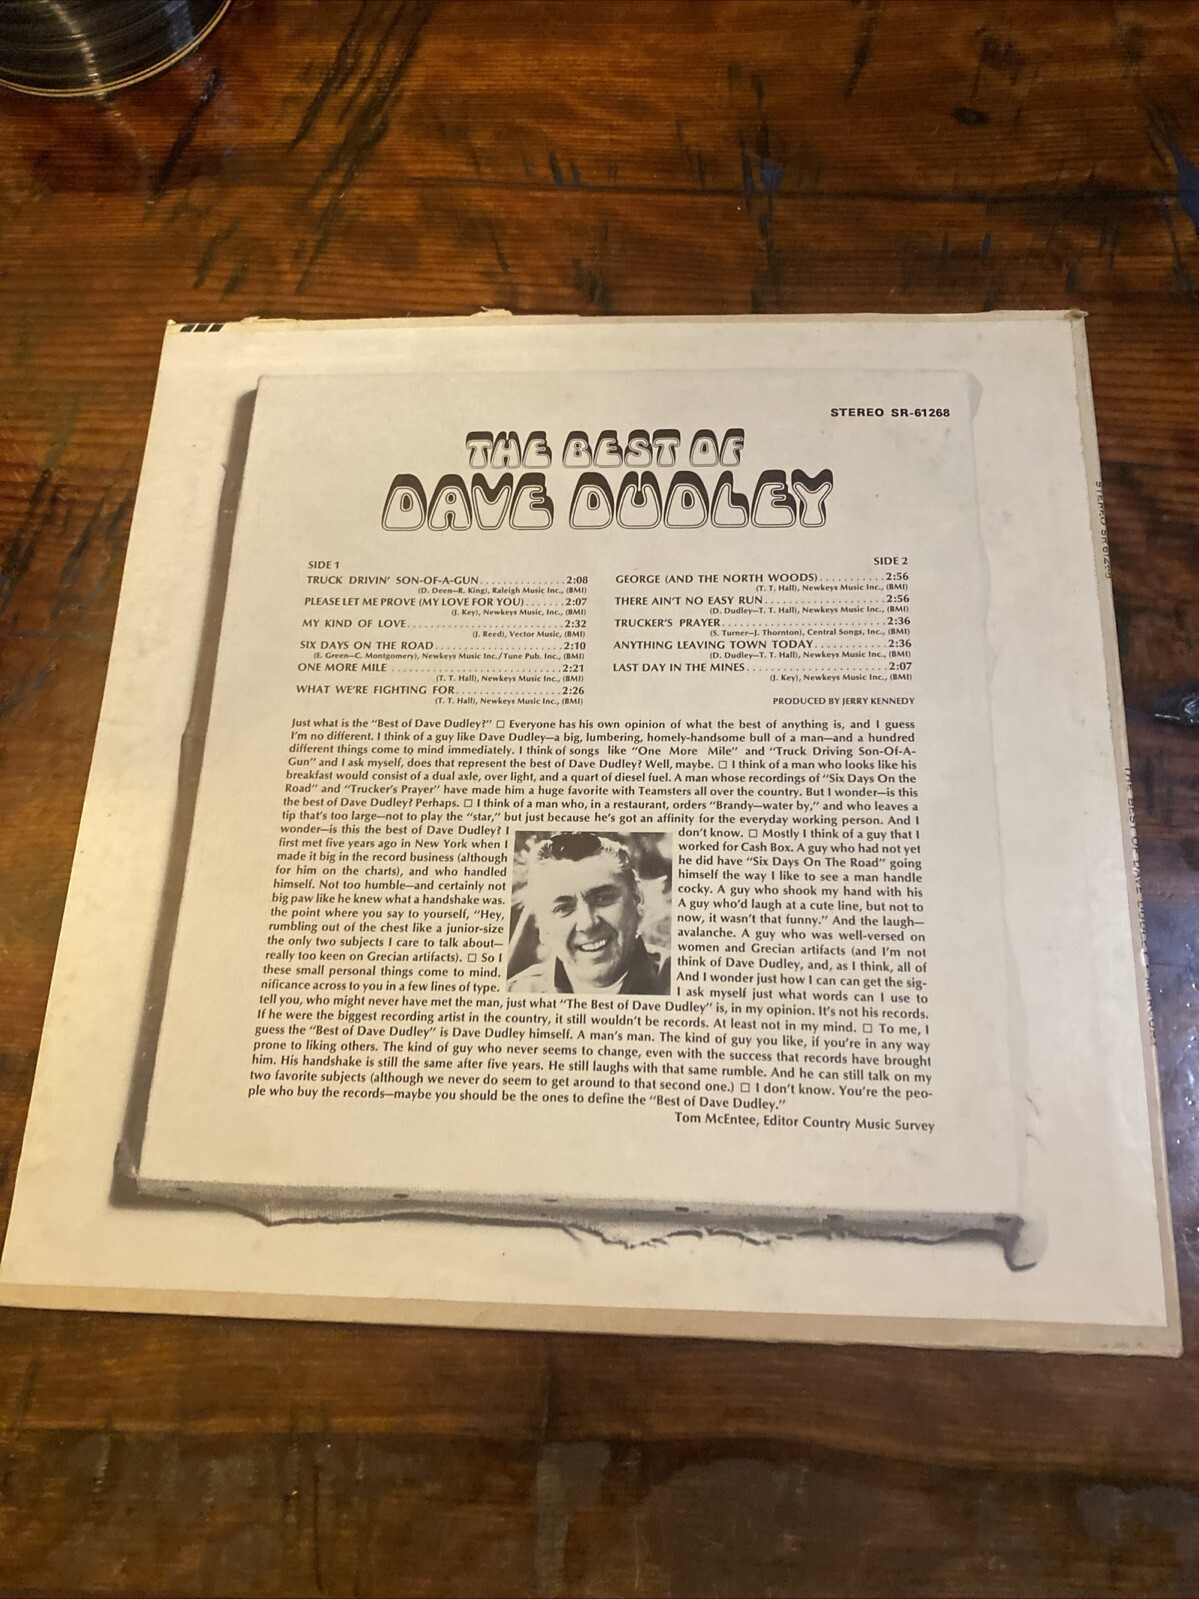 STEREO SR-61268
THE BEST OF
DAVE DUDLEY
SIDE 1
TRUCK DRIVIN' SON-OF-A-GUN..............2:08
(D. Deen—R. King), Raleigh Music Inc., (BMI)
PLEASE LET ME PROVE (MY LOVE FOR YOU).......2:07
(J. Key), Newkeys Music, Inc., (BMI)
MY KIND OF LOVE..........................2:32
(J. Reed), Vector Music, (BMI)
SIX DAYS ON THE ROAD.....................2:10
(E. Green—C. Montgomery), Newkeys Music Inc./Tune Pub. Inc., (BMI)
ONE MORE MILE............................2:21
(T. T. Hall), Newkeys Music Inc., (BMI)
WHAT WE'RE FIGHTING FOR..................2:26
(T. T. Hall), Newkeys Music Inc., (BMI)
SIDE 2
GEORGE (AND THE NORTH WOODS)...........2:56
(T. T. Hall), Newkeys Music Inc., (BMI)
THERE AIN'T NO EASY RUN...................2:56
(D. Dudley—T. T. Hall), Newkeys Music Inc., (BMI)
TRUCKER'S PRAYER..........................2:36
(S. Turner—J. Thornton), Central Songs, Inc., (BMI)
ANYTHING LEAVING TOWN TODAY............2:36
(D. Dudley—T. T. Hall), Newkeys Music Inc., (BMI)
LAST DAY IN THE MINES.....................2:07
(J. Key), Newkeys Music Inc., (BMI)
PRODUCED BY JERRY KENNEDY
Just what is the "Best of Dave Dudley?" □ Everyone has his own opinion of what the best of anything is, and I guess
I'm no different. I think of a guy like Dave Dudley—a big, lumbering, homely-handsome bull of a man—and a hundred
different things come to mind immediately. I think of songs like "One More Mile" and "Truck Driving Son-Of-A-
Gun" and I ask myself, does that represent the best of Dave Dudley? Well, maybe. □ I think of a man who looks like his
breakfast would consist of a dual axle, over light, and a quart of diesel fuel. A man whose recordings of "Six Days On the
Road" and "Trucker's Prayer" have made him a huge favorite with Teamsters all over the country. But I wonder—is this
the best of Dave Dudley? Perhaps. □ I think of a man who, in a restaurant, orders "Brandy—water by," and who leaves a
tip that's too large—not to play the "star," but just because he's got an affinity for the everyday working person. And I
wonder—is this the best of Dave Dudley? I don't know. □ Mostly I think of a guy that I
first met five years ago in New York when I worked for Cash Box. A guy who had not yet
made it big in the record business (although he did have "Six Days On The Road" going
for him on the charts), and who handled himself the way I like to see a man handle
himself. Not too humble—and certainly not cocky. A guy who shook my hand with his
big paw like he knew what a handshake was. A guy who'd laugh at a cute line, but not to
the point where you say to yourself, "Hey, now, it wasn't that funny." And the laugh—
rumbling out of the chest like a junior-size avalanche. A guy who was well-versed on
the only two subjects I care to talk about— women and Grecian artifacts (and I'm not
really too keen on Grecian artifacts). □ So I think of Dave Dudley, and, as I think, all of
these small personal things come to mind. And I wonder just how I can can get the sig-
nificance across to you in a few lines of type. I ask myself just what words can I use to
tell you, who might never have met the man, just what "The Best of Dave Dudley" is, in my opinion. It's not his records.
If he were the biggest recording artist in the country, it still wouldn't be records. At least not in my mind. □ To me, I
guess the "Best of Dave Dudley" is Dave Dudley himself. A man's man. The kind of guy you like, if you're in any way
prone to liking others. The kind of guy who never seems to change, even with the success that records have brought
him. His handshake is still the same after five years. He still laughs with that same rumble. And he can still talk on my
two favorite subjects (although we never do seem to get around to that second one.) □ I don't know. You're the peo-
ple who buy the records—maybe you should be the ones to define the "Best of Dave Dudley."
Tom McEntee, Editor Country Music Survey